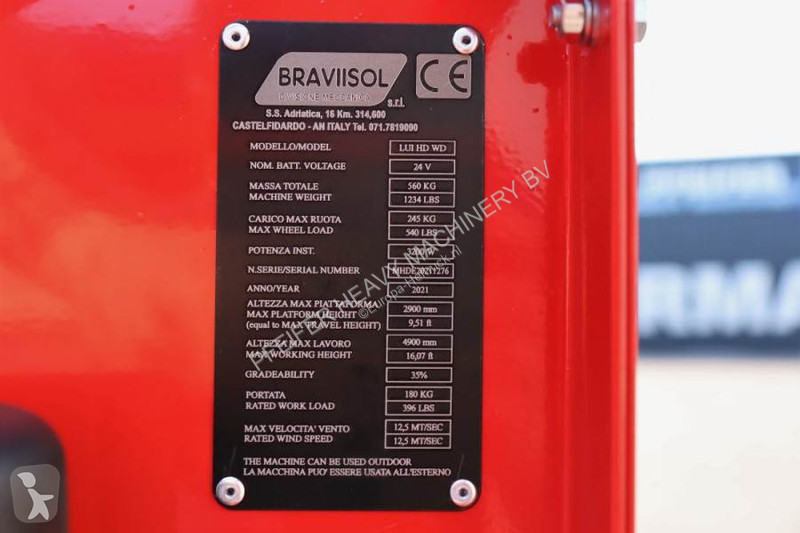 BRAVIISOL
DIVISIONE MECCANICA
s.r.l.
CE
S.S. Adriatica, 16 Km. 314,600
CASTELFIDARDO - AN ITALY Tel. 071.7819090
MODELLO/MODEL LUI HD WD
NOM. BATT. VOLTAGE 24 V
MASSA TOTALE 560 KG
MACHINE WEIGHT 1234 LBS
CARICO MAX RUOTA 245 KG
MAX WHEEL LOAD 540 LBS
POTENZA INST. 3200 W
N.SERIE/SERIAL NUMBER MHDE20211276
ANNO/YEAR 2021
ALTEZZA MAX PIATTAFORMA 2900 mm
MAX PLATFORM HEIGHT
(equal to MAX TRAVEL HEIGHT) 9,51 ft
ALTEZZA MAX LAVORO 4900 mm
MAX WORKING HEIGHT 16,07 ft
GRADEABILITY 35%
PORTATA 180 KG
RATED WORK LOAD 396 LBS
MAX VELOCITA' VENTO 12,5 MT/SEC
RATED WIND SPEED 12,5 MT/SEC
THE MACHINE CAN BE USED OUTDOOR
LA MACCHINA PUO' ESSERE USATA ALL'ESTERNO
PFEIFER HEAVY MACHINERY BV